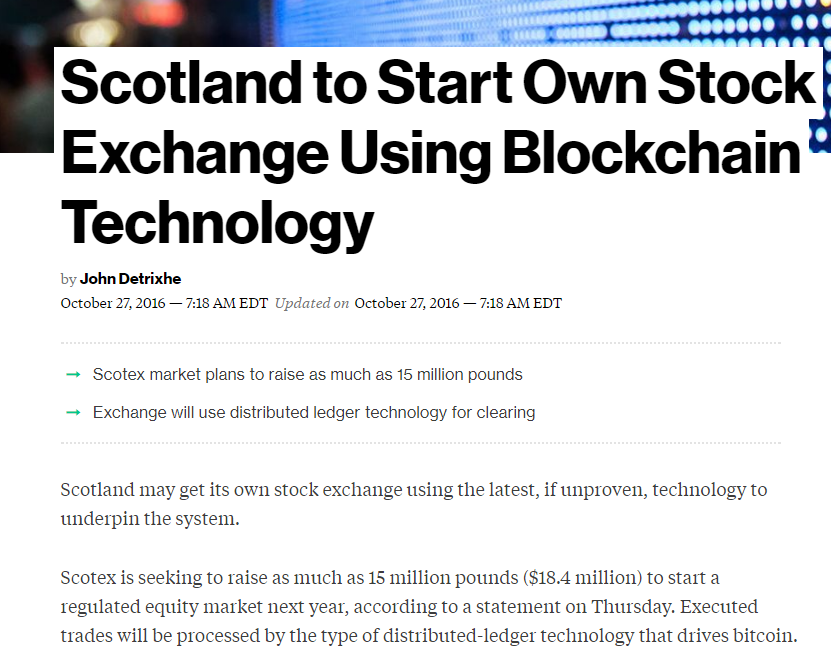 Scotland to Start Own Stock
Exchange Using Blockchain
Technology
by John Detrixhe
October 27, 2016 — 7:18 AM EDT Updated on October 27, 2016 — 7:18 AM EDT
→ Scotex market plans to raise as much as 15 million pounds
→ Exchange will use distributed ledger technology for clearing
Scotland may get its own stock exchange using the latest, if unproven, technology to
underpin the system.
Scotex is seeking to raise as much as 15 million pounds ($18.4 million) to start a
regulated equity market next year, according to a statement on Thursday. Executed
trades will be processed by the type of distributed-ledger technology that drives bitcoin.